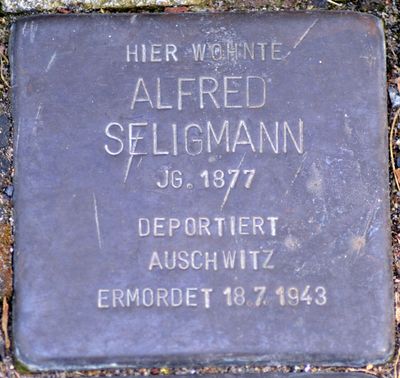 HIER WOHNTE
ALFRED
SELIGMANN
JG. 1877
DEPORTIERT
AUSCHWITZ
ERMORDET 18.7.1943